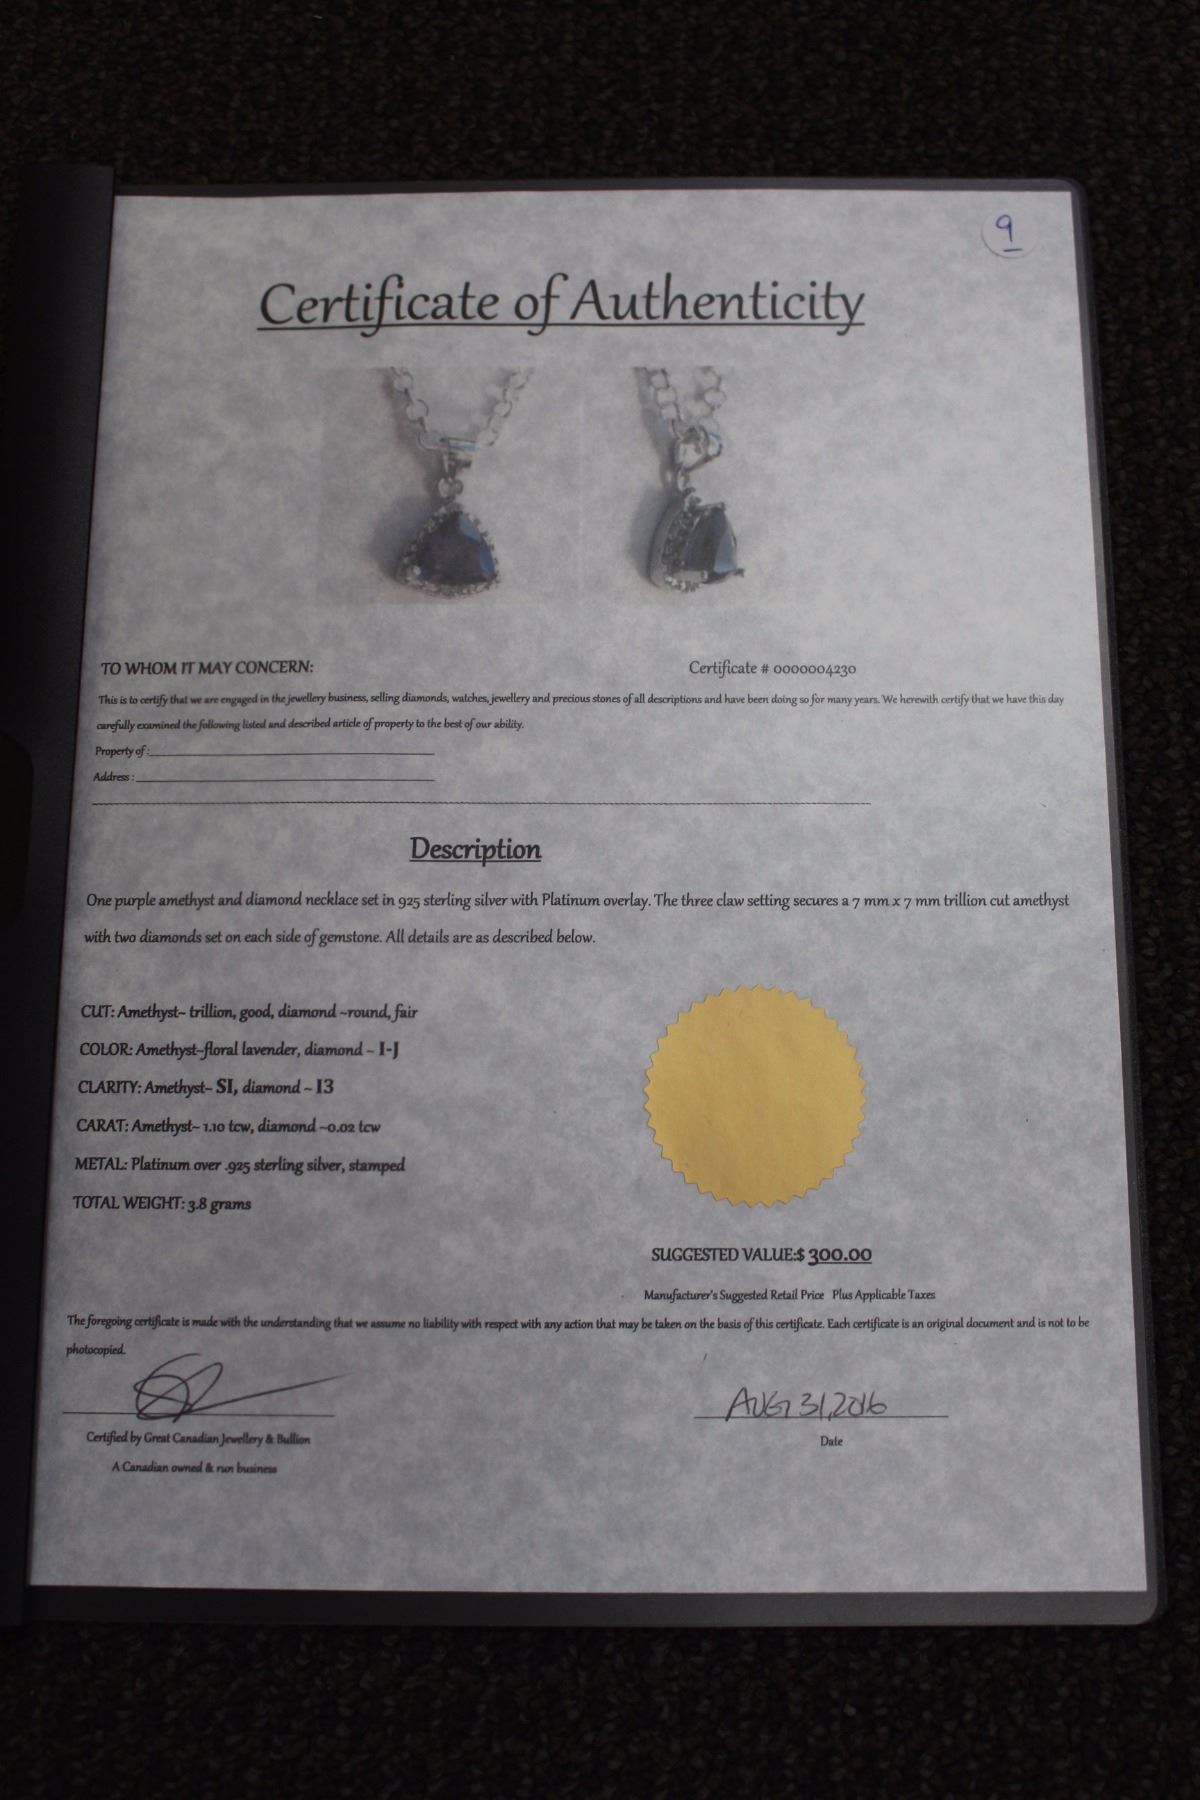 9
Certificate of Authenticity
TO WHOM IT MAY CONCERN:
Certificate # 0000004230
This is to certify that we are engaged in the jewellery business, selling diamonds, watches, jewellery and precious stones of all descriptions and have been doing so for many years. We herewith certify that we have this day
carefully examined the following listed and described article of property to the best of our ability.
Property of :
Address :
Description
One purple amethyst and diamond necklace set in 925 sterling silver with Platinum overlay. The three claw setting secures a 7 mm x 7 mm trillion cut amethyst
with two diamonds set on each side of gemstone. All details are as described below.
CUT: Amethyst~ trillion, good, diamond ~round, fair
COLOR: Amethyst~floral lavender, diamond ~ I-J
CLARITY: Amethyst~ SI, diamond ~ I3
CARAT: Amethyst~ 1.10 tcw, diamond ~0.02 tcw
METAL: Platinum over .925 sterling silver, stamped
TOTAL WEIGHT: 3.8 grams
SUGGESTED VALUE:$ 300.00
Manufacturer's Suggested Retail Price Plus Applicable Taxes
The foregoing certificate is made with the understanding that we assume no liability with respect with any action that may be taken on the basis of this certificate. Each certificate is an original document and is not to be
photocopied.
AUG 31, 2016
Certified by Great Canadian Jewellery & Bullion
Date
A Canadian owned & run business